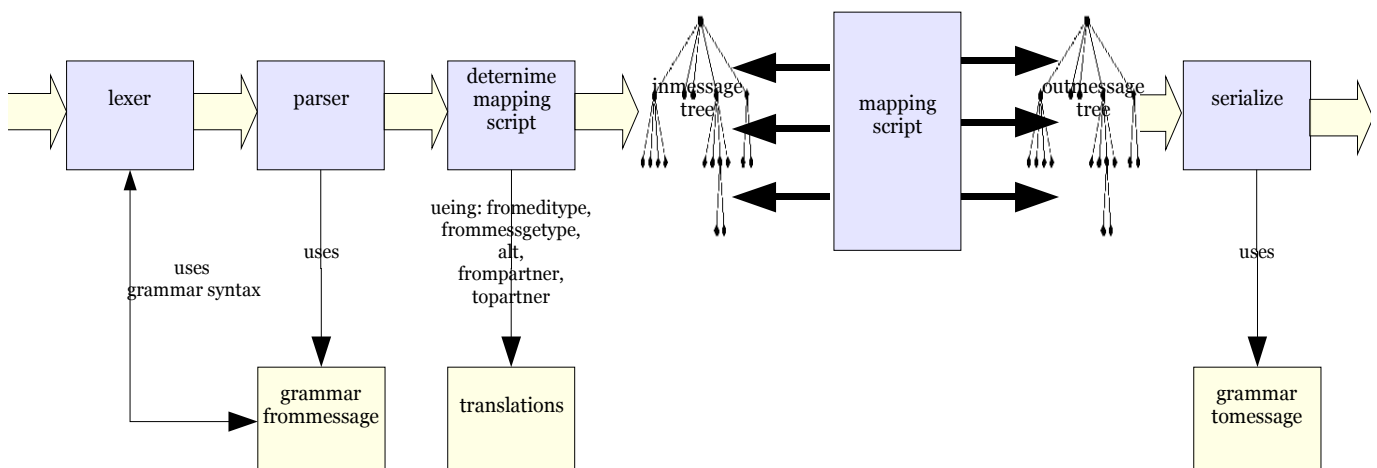 lexer
parser
deternime
mapping
script
inmessage
tree
mapping
script
outmessage
tree
serialize
ueing: fromeditype,
frommessgetype,
alt,
frompartner,
topartner
uses
grammar syntax
uses
uses
grammar
frommessage
translations
grammar
tomessage